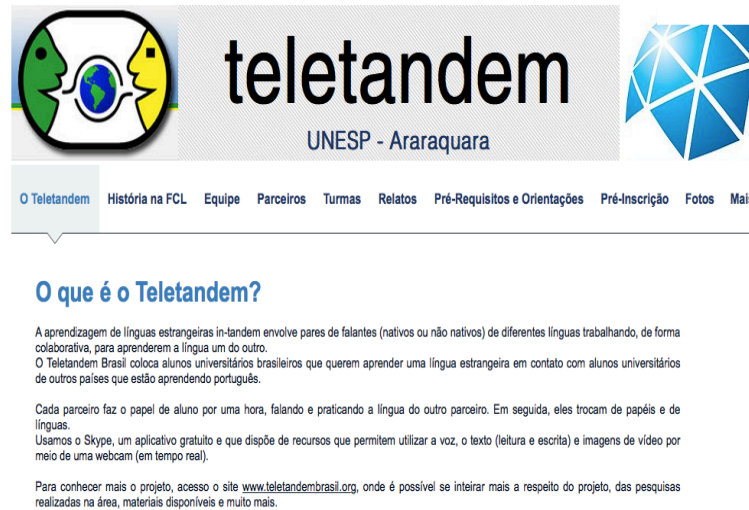 teletandem
UNESP - Araraquara
O Teletandem História na FCL Equipe Parceiros Turmas Relatos Pré-Requisitos e Orientações Pré-Inscrição Fotos Mais
O que é o Teletandem?
A aprendizagem de línguas estrangeiras in-tandem envolve pares de falantes (nativos ou não nativos) de diferentes línguas trabalhando, de forma
colaborativa, para aprenderem a língua um do outro.
O Teletandem Brasil coloca alunos universitários brasileiros que querem aprender uma língua estrangeira em contato com alunos universitários
de outros países que estão aprendendo português.
Cada parceiro faz o papel de aluno por uma hora, falando e praticando a língua do outro parceiro. Em seguida, eles trocam de papéis e de
línguas.
Usamos o Skype, um aplicativo gratuito e que dispõe de recursos que permitem utilizar a voz, o texto (leitura e escrita) e imagens de vídeo por
meio de uma webcam (em tempo real).
Para conhecer mais o projeto, acesso o site www.teletandembrasil.org, onde é possível se inteirar mais a respeito do projeto, das pesquisas
realizadas na área, materiais disponíveis e muito mais.